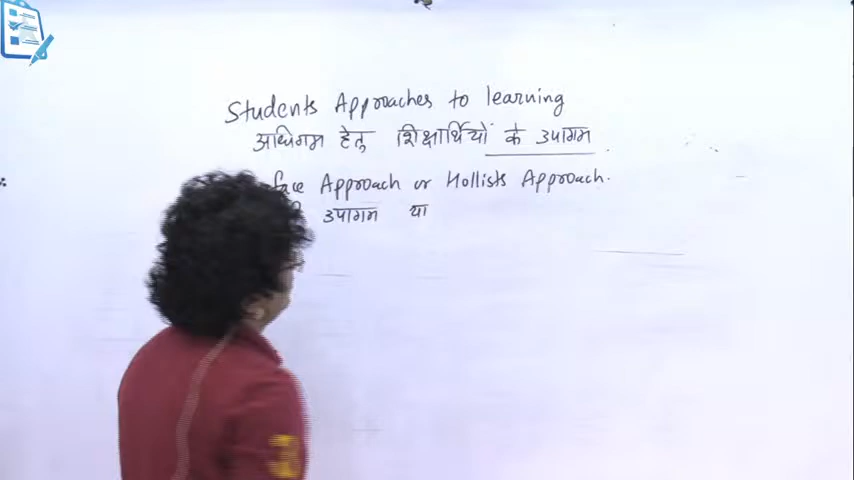 Students Approaches to learning
अधिगम हेतु शिक्षार्थियों के उपागम
face Approach or Hollists Approach.
उपागम या